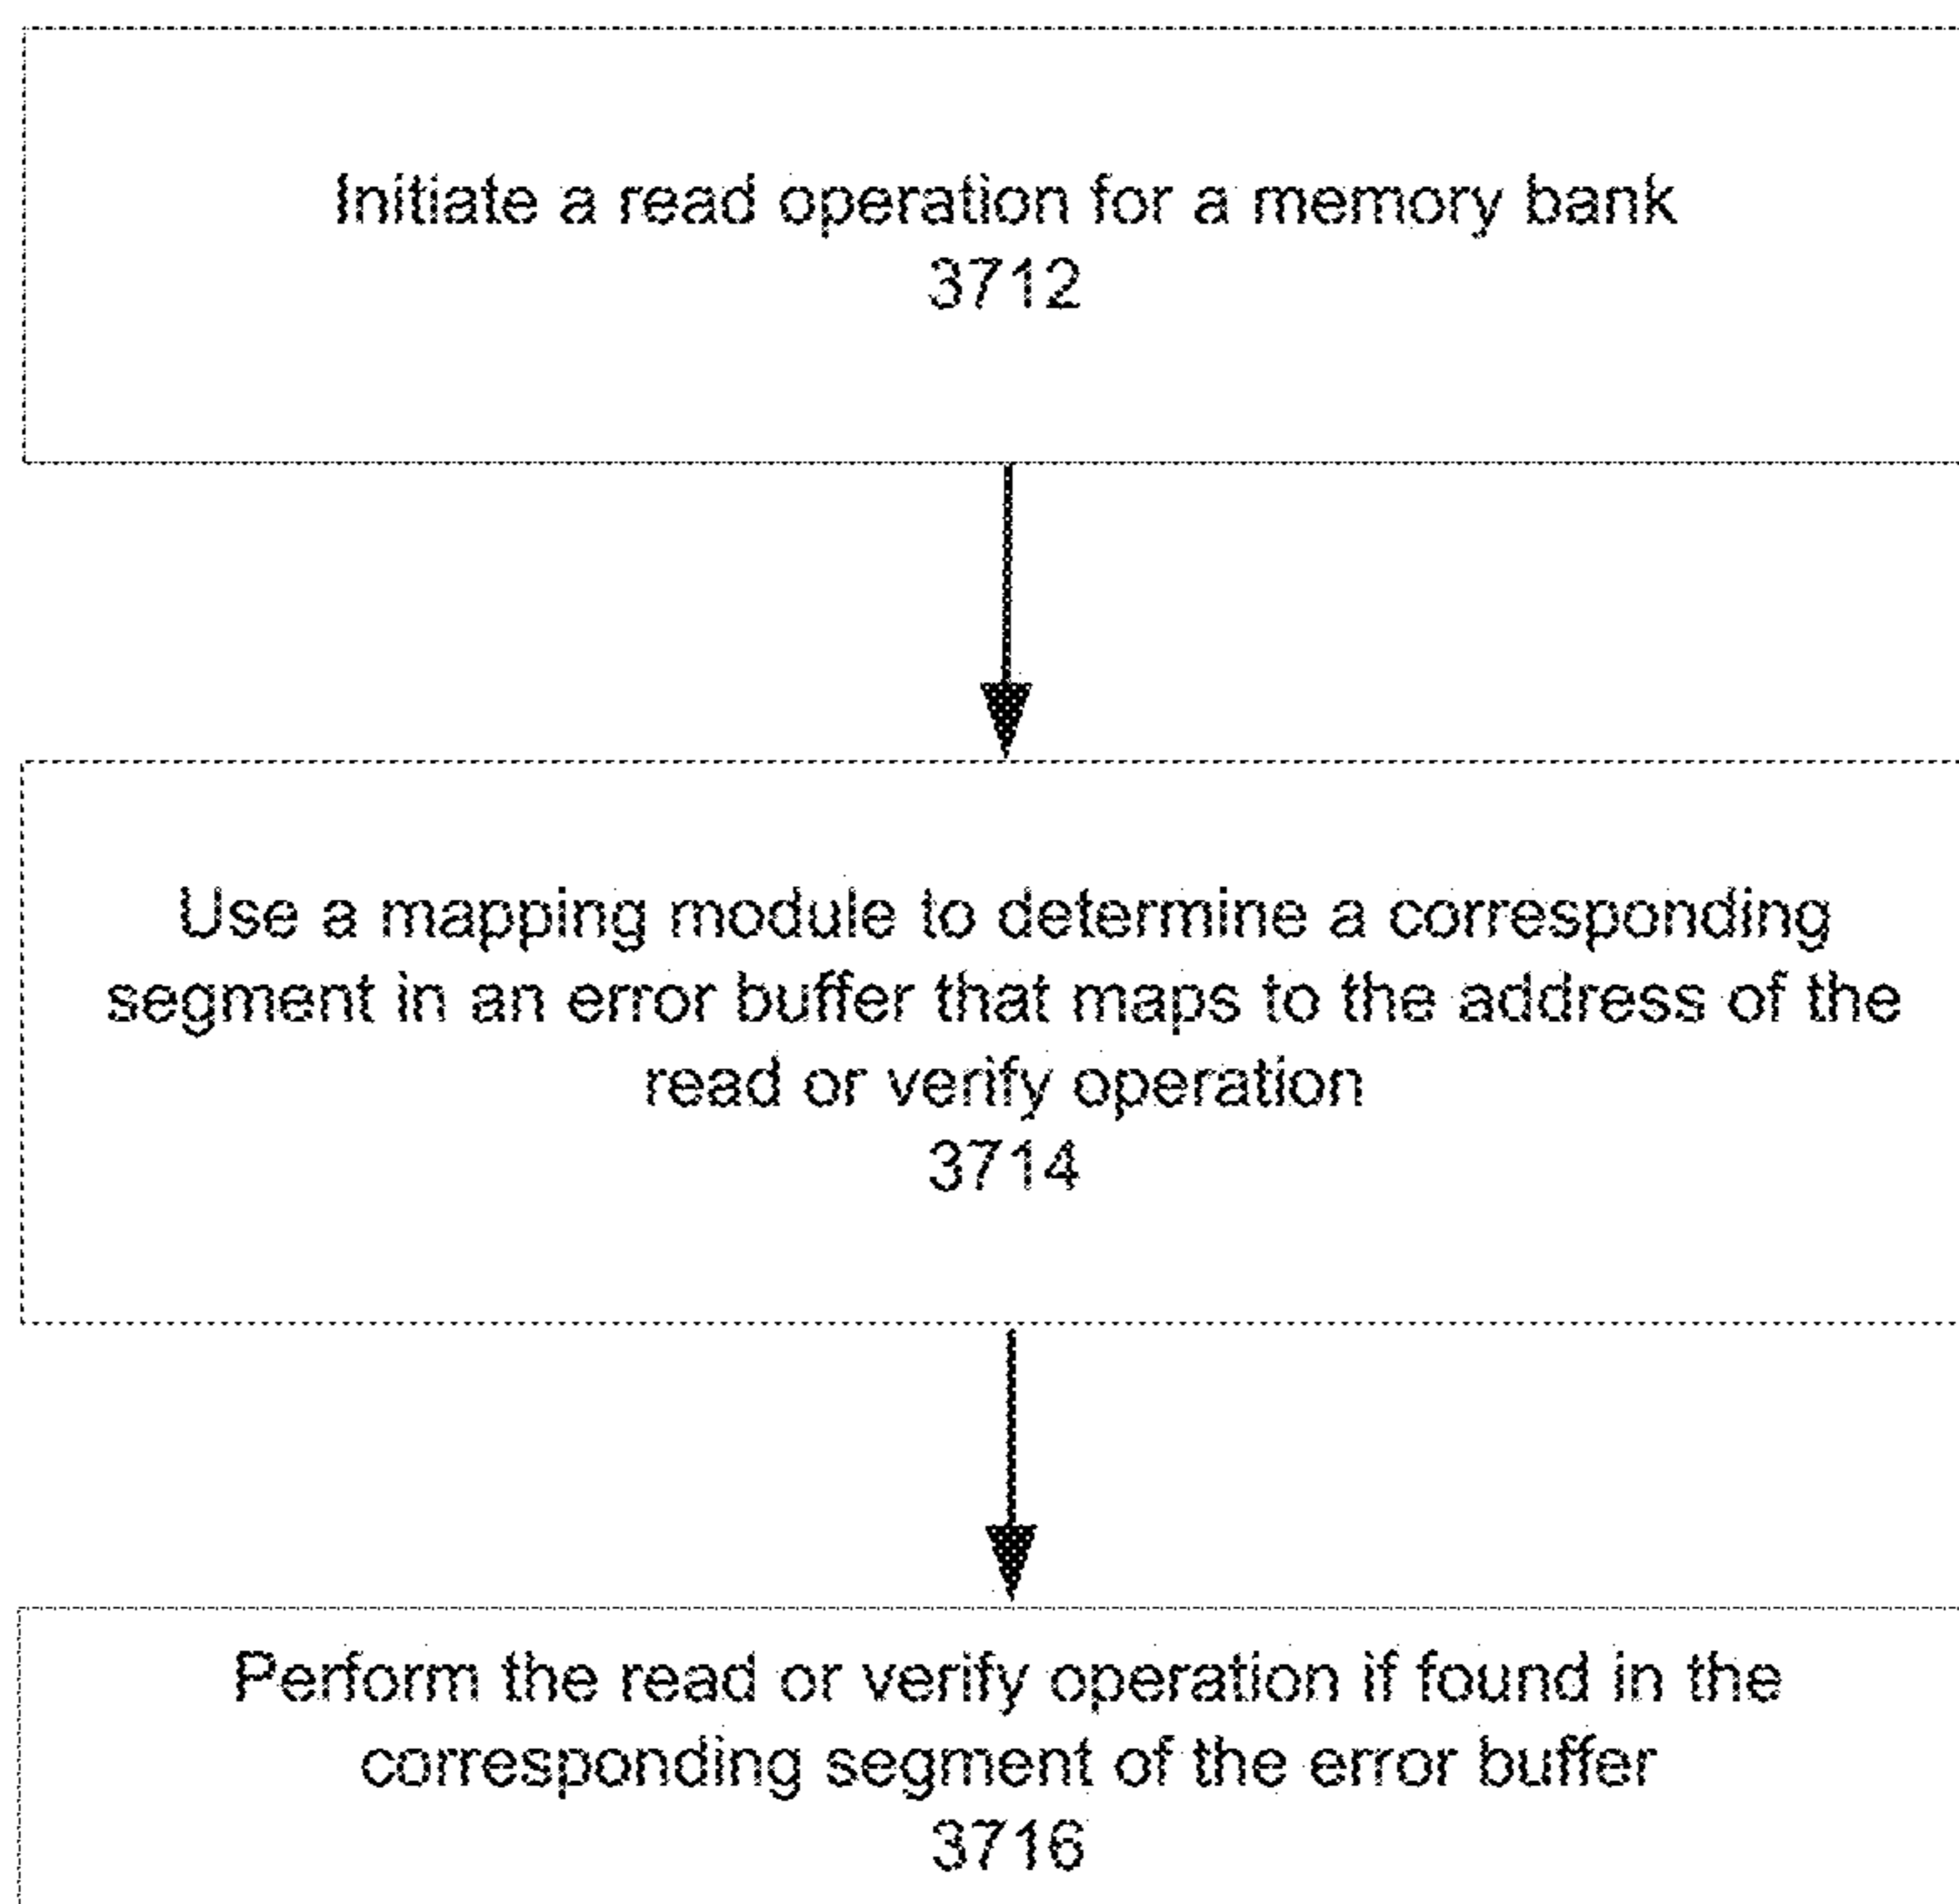 Initiate a read operation for a memory bank
3712
Use a mapping module to determine a corresponding
segment in an error buffer that maps to the address of the
read or verify operation
3714
Perform the read or verify operation if found in the
corresponding segment of the error buffer
3716